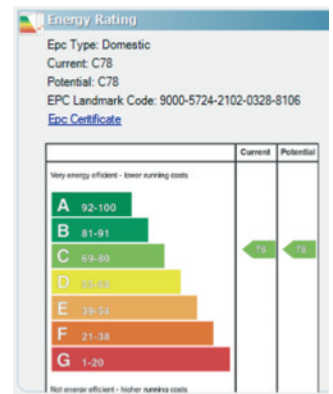 Energy Rating
Epc Type: Domestic
Current: C78
Potential: C78
EPC Landmark Code: 9000-5724-2102-0328-8106
Epc Certificate
Current Potential
Very energy efficient - lower running costs
A 92-100
B 81-91
C 69-80
78 78
D 55-68
E 39-54
F 21-38
G 1-20
Not energy efficient - higher running costs